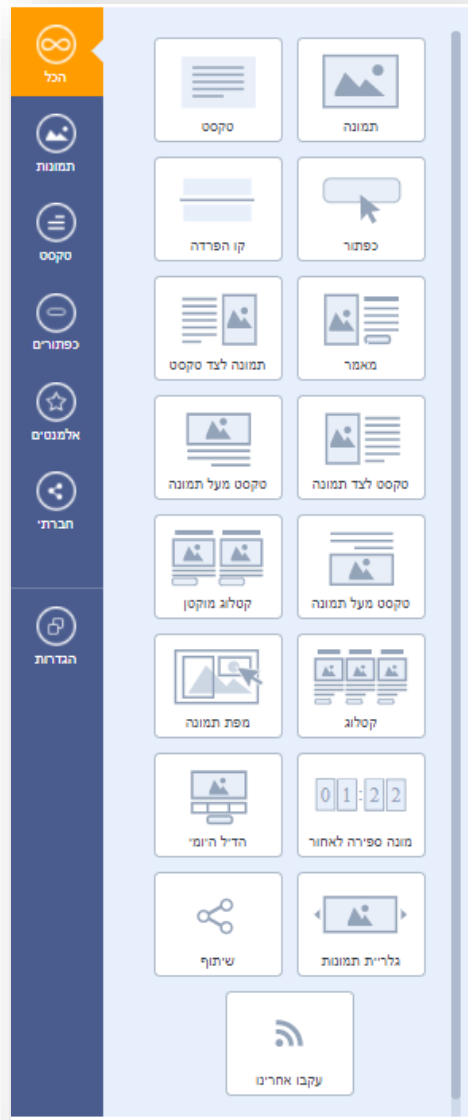 הכל
תמונות
טקסט
כפתורים
אלמנטים
חברתי
הגדרות
תמונה
טקסט
כפתור
קו הפרדה
מאמר
תמונה לצד טקסט
טקסט לצד תמונה
טקסט מעל תמונה
טקסט מעל תמונה
קטלוג מוקטן
קטלוג
מפת תמונה
01:22
מונה ספירה לאחור
הדיל היומי
גלריית תמונות
שיתוף
עקבו אחרינו